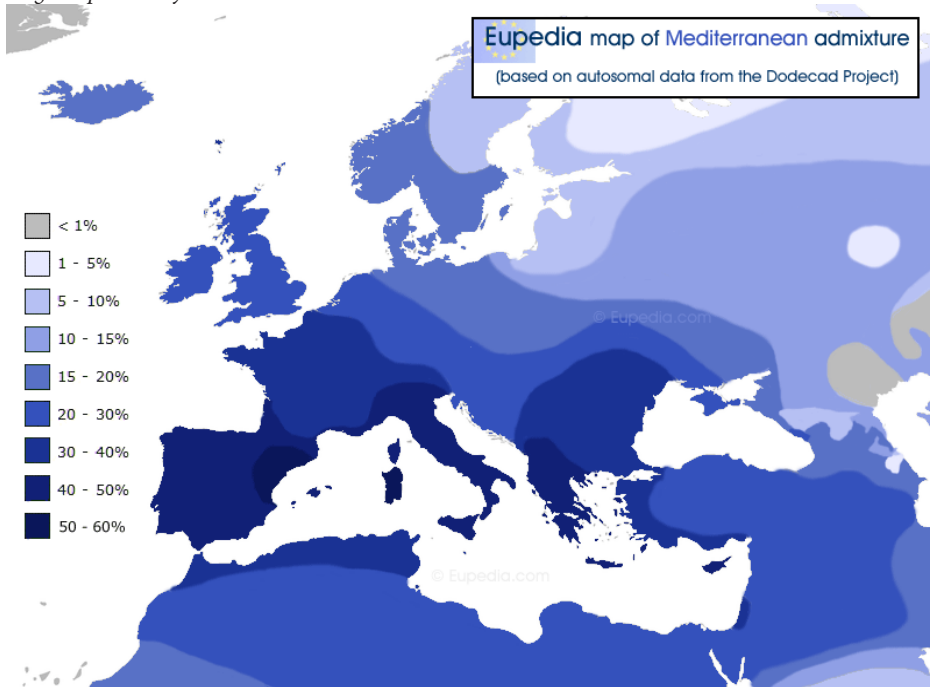 Eupedia map of Mediterranean admixture
(based on autosomal data from the Dodecad Project)
< 1%
1 - 5%
5 - 10%
10 - 15%
15 - 20%
20 - 30%
30 - 40%
40 - 50%
50 - 60%
© Eupedia.com
© Eupedia.com